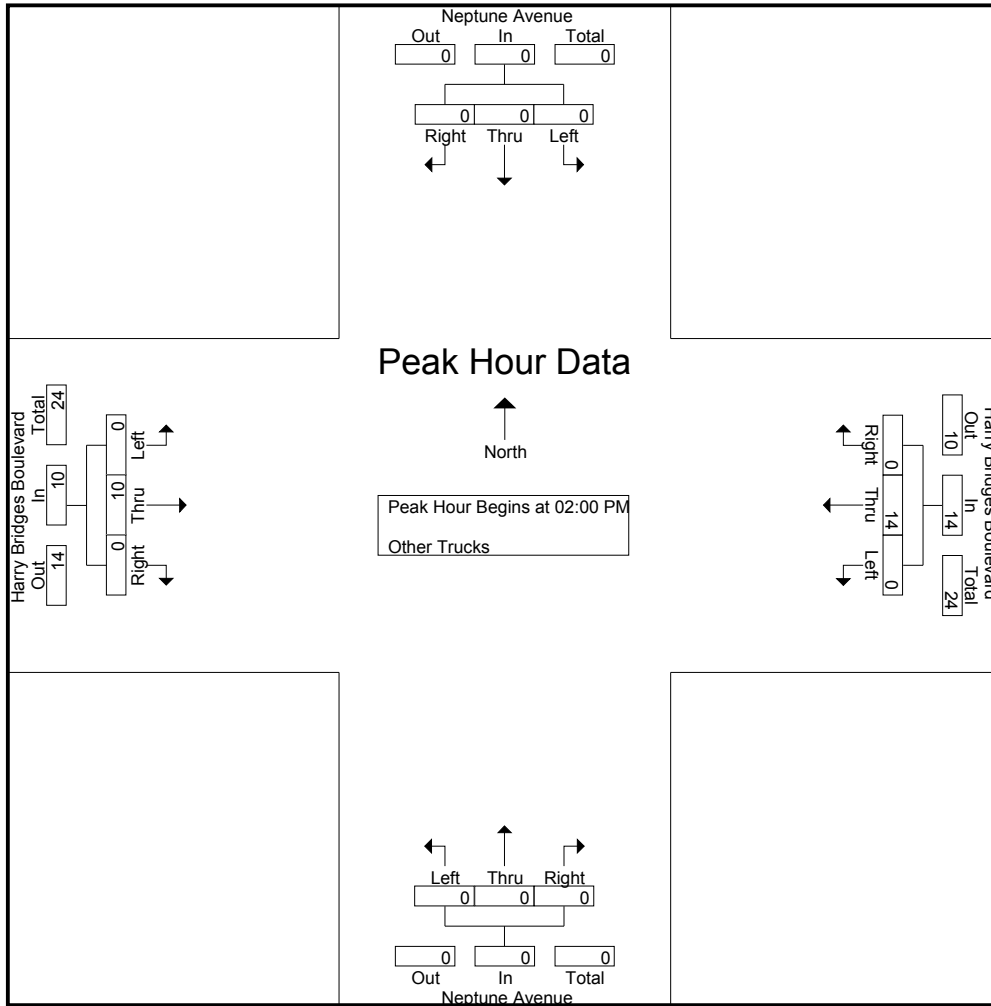 Neptune Avenue
Out In Total
0 0 0
0 0 0
Right Thru Left
Peak Hour Data
North
Peak Hour Begins at 02:00 PM
Other Trucks
Harry Bridges Boulevard
Total In Out
24 10 14
0 10 0
Left Thru Right
Harry Bridges Boulevard
Out In Total
10 14 24
0 14 0
Right Thru Left
Left Thru Right
0 0 0
0 0 0
Out In Total
Neptune Avenue